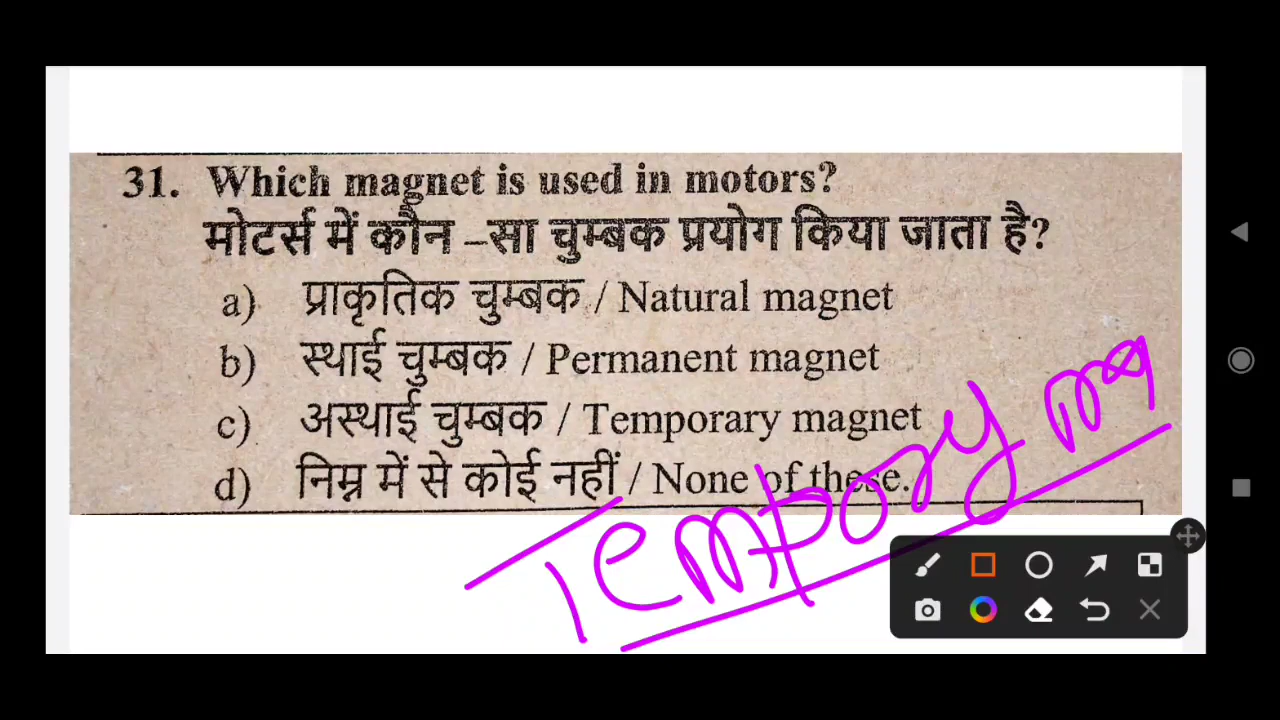 31. Which magnet is used in motors?
मोटर्स में कौन –सा चुम्बक प्रयोग किया जाता है?
a) प्राकृतिक चुम्बक / Natural magnet
b) स्थाई चुम्बक / Permanent magnet
c) अस्थाई चुम्बक / Temporary magnet
d) निम्न में से कोई नहीं / None of these.
Tempory